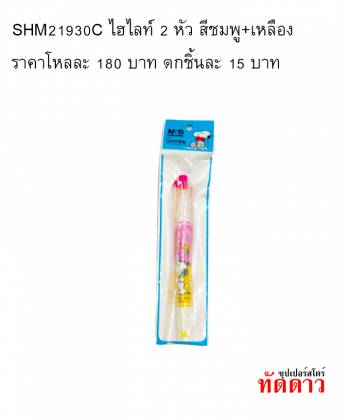 SHM21930C ไฮไลท์ 2 หัว สีชมพู+เหลือง
ราคาโหลละ 180 บาท ตกชิ้นละ 15 บาท
M&G
ซุปเปอร์สโตร์
ทัดดาว